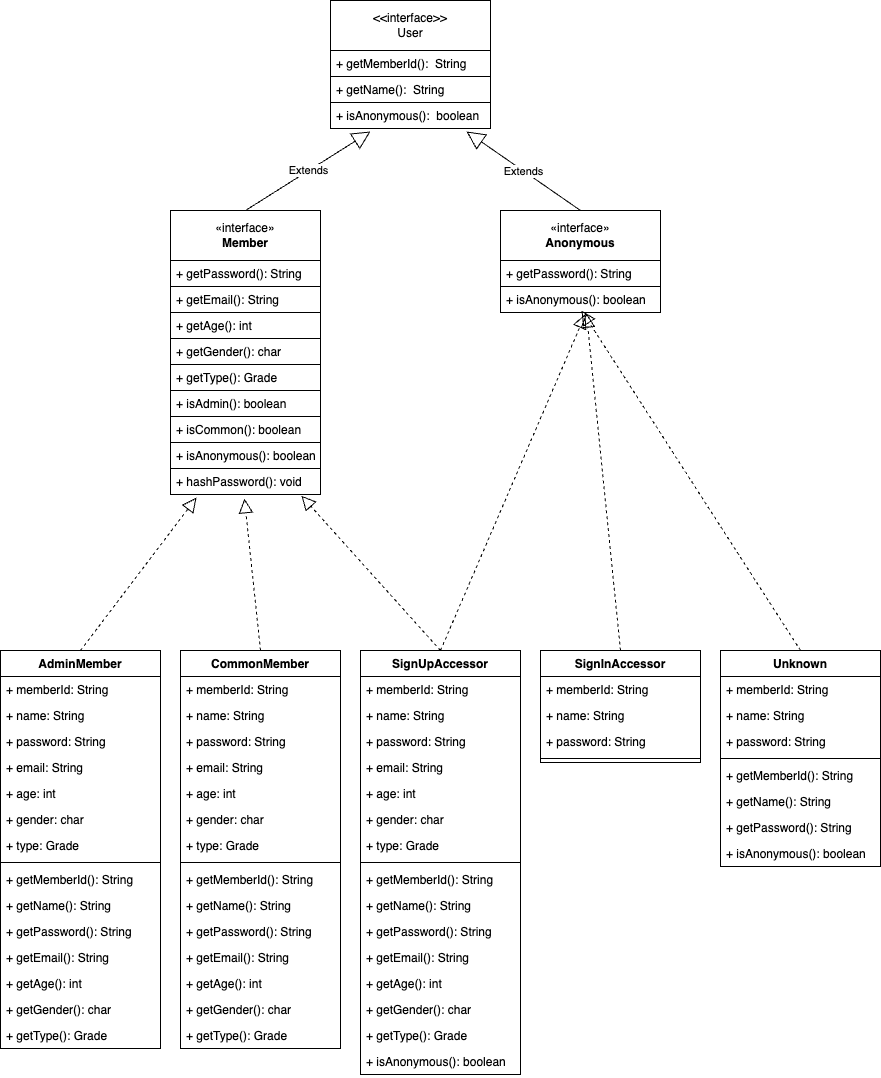 <<interface>>
User
+ getMemberId():  String
+ getName():  String
+ isAnonymous():  boolean
Extends
Extends
«interface»
Member
+ getPassword(): String
+ getEmail(): String
+ getAge(): int
+ getGender(): char
+ getType(): Grade
+ isAdmin(): boolean
+ isCommon(): boolean
+ isAnonymous(): boolean
+ hashPassword(): void
«interface»
Anonymous
+ getPassword(): String
+ isAnonymous(): boolean
AdminMember
+ memberId: String
+ name: String
+ password: String
+ email: String
+ age: int
+ gender: char
+ type: Grade
+ getMemberId(): String
+ getName(): String
+ getPassword(): String
+ getEmail(): String
+ getAge(): int
+ getGender(): char
+ getType(): Grade
CommonMember
+ memberId: String
+ name: String
+ password: String
+ email: String
+ age: int
+ gender: char
+ type: Grade
+ getMemberId(): String
+ getName(): String
+ getPassword(): String
+ getEmail(): String
+ getAge(): int
+ getGender(): char
+ getType(): Grade
SignUpAccessor
+ memberId: String
+ name: String
+ password: String
+ email: String
+ age: int
+ gender: char
+ type: Grade
+ getMemberId(): String
+ getName(): String
+ getPassword(): String
+ getEmail(): String
+ getAge(): int
+ getGender(): char
+ getType(): Grade
+ isAnonymous(): boolean
SignInAccessor
+ memberId: String
+ name: String
+ password: String
Unknown
+ memberId: String
+ name: String
+ password: String
+ getMemberId(): String
+ getName(): String
+ getPassword(): String
+ isAnonymous(): boolean